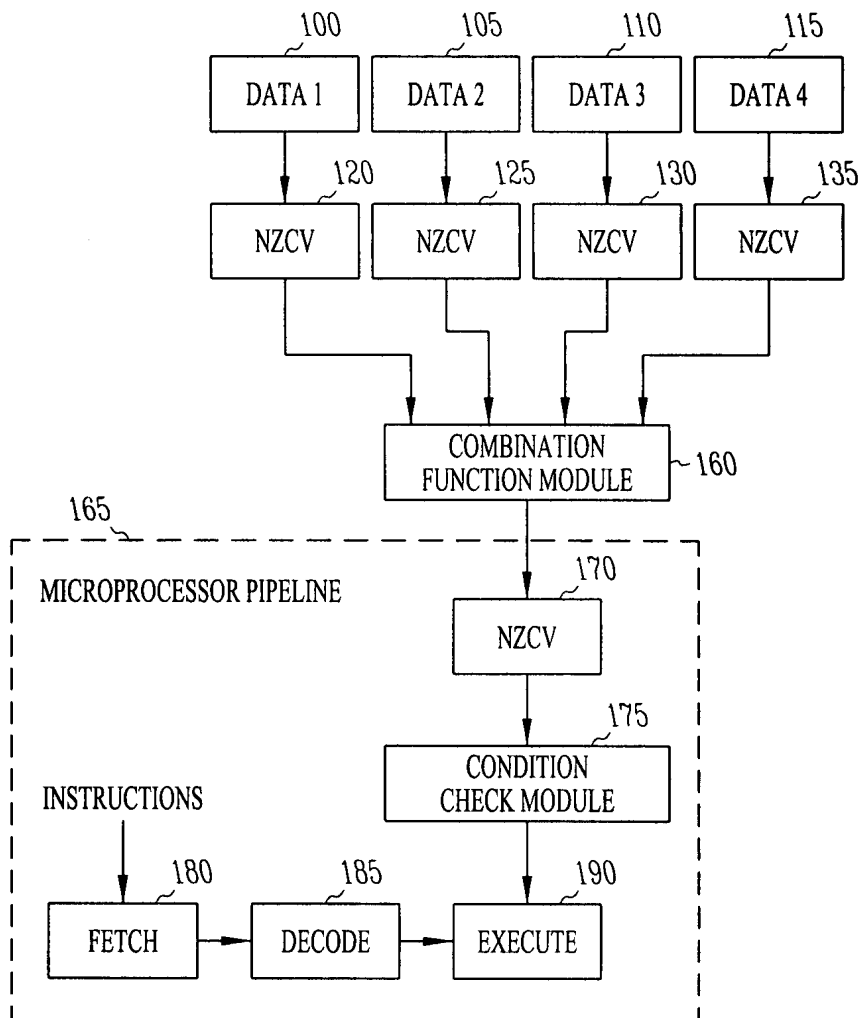 100 105 110 115
DATA 1 DATA 2 DATA 3 DATA 4
120 125 130 135
NZCV NZCV NZCV NZCV
COMBINATION
FUNCTION MODULE
160
165
MICROPROCESSOR PIPELINE
170
NZCV
175
CONDITION
CHECK MODULE
INSTRUCTIONS
180 185 190
FETCH DECODE EXECUTE